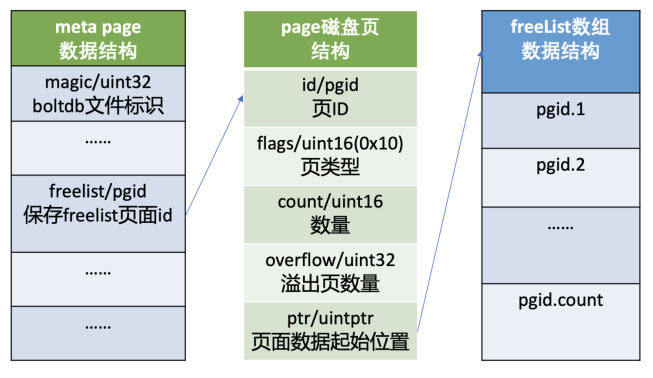 meta page
数据结构
magic/uint32
boltdb文件标识
……
freelist/pgid
保存freelist页面id
……
……
page磁盘页
结构
id/pgid
页ID
flags/uint16(0x10)
页类型
count/uint16
数量
overflow/uint32
溢出页数量
ptr/uintptr
页面数据起始位置
freeList数组
数据结构
pgid.1
pgid.2
……
pgid.count